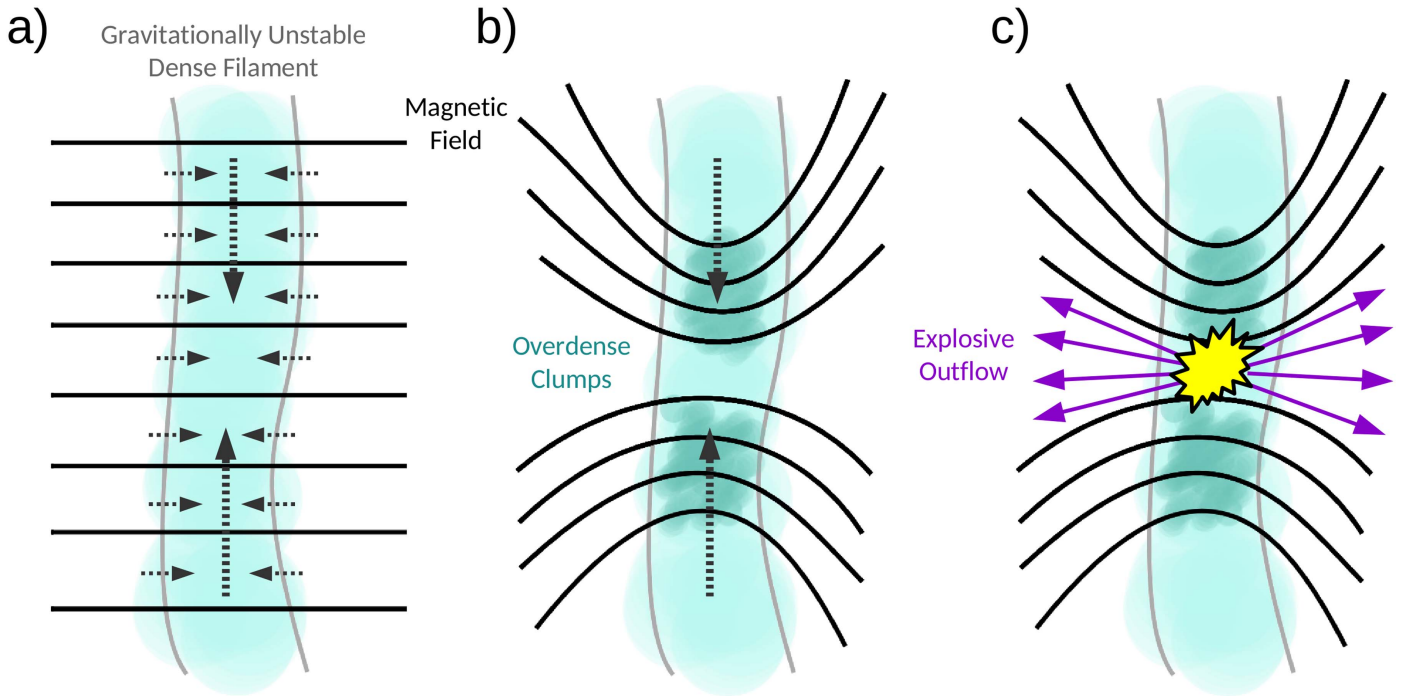 a)
Gravitationally Unstable
Dense Filament
b)
Magnetic
Field
Overdense
Clumps
c)
Explosive
Outflow